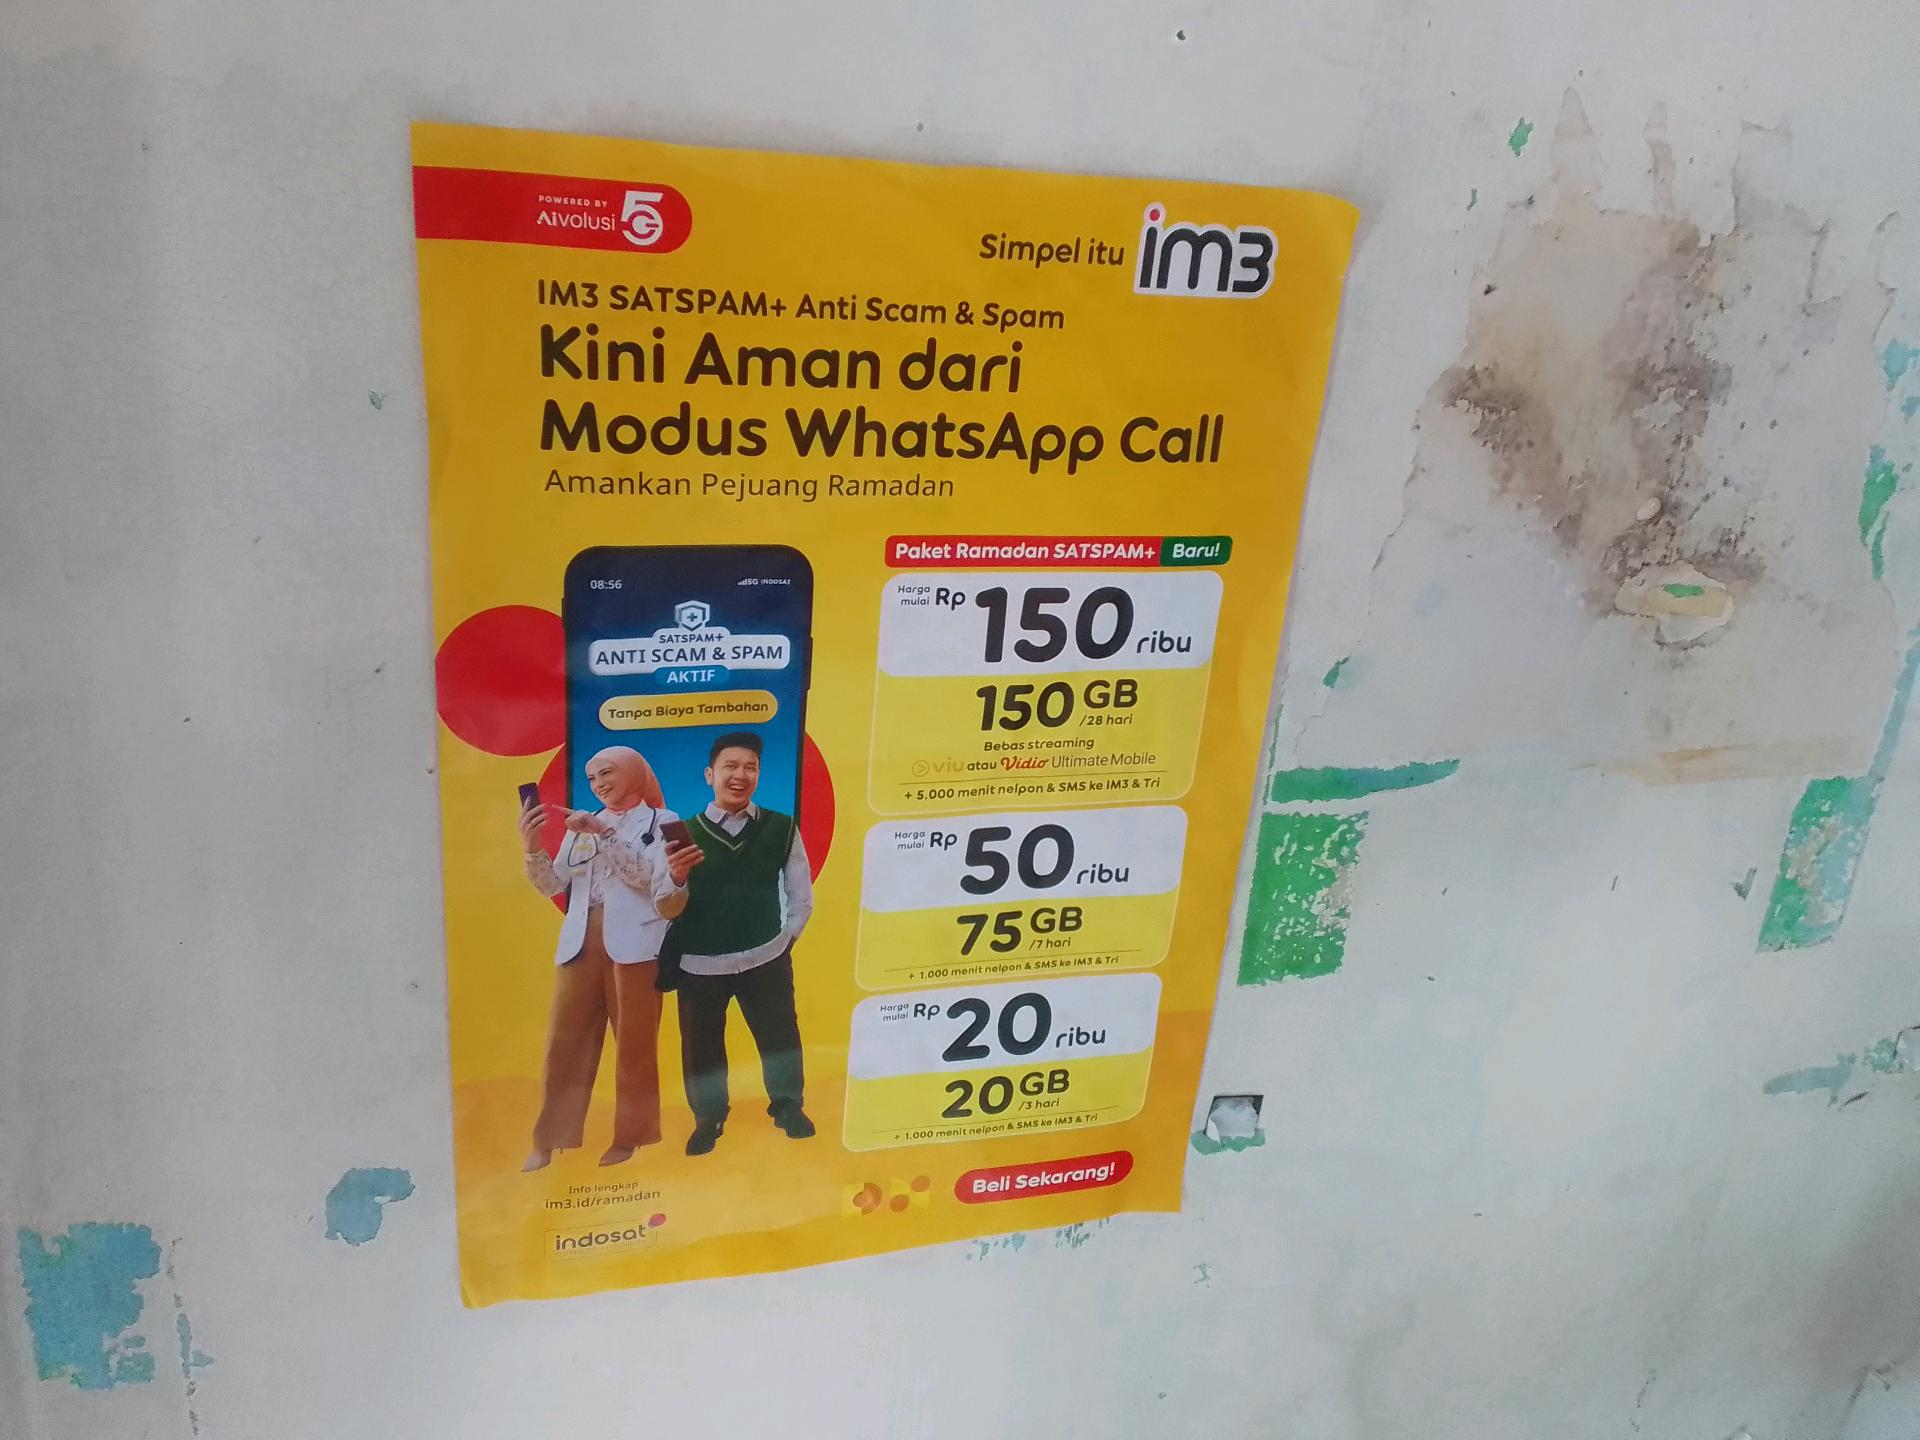 POWERED BY
AIvolusi 5G
Simpel itu im3
IM3 SATSPAM+ Anti Scam & Spam
Kini Aman dari
Modus WhatsApp Call
Amankan Pejuang Ramadan
08:56
5G INDOSAT
SATSPAM+
ANTI SCAM & SPAM
AKTIF
Tanpa Biaya Tambahan
Paket Ramadan SATSPAM+ Baru!
Harga mulai Rp 150 ribu
150 GB /28 hari
Bebas streaming
viu atau Vidio Ultimate Mobile
+ 5.000 menit nelpon & SMS ke IM3 & Tri
Harga mulai Rp 50 ribu
75 GB /7 hari
+ 1.000 menit nelpon & SMS ke IM3 & Tri
Harga mulai Rp 20 ribu
20 GB /3 hari
+ 1.000 menit nelpon & SMS ke IM3 & Tri
Beli Sekarang!
Info lengkap
im3.id/ramadan
indosat